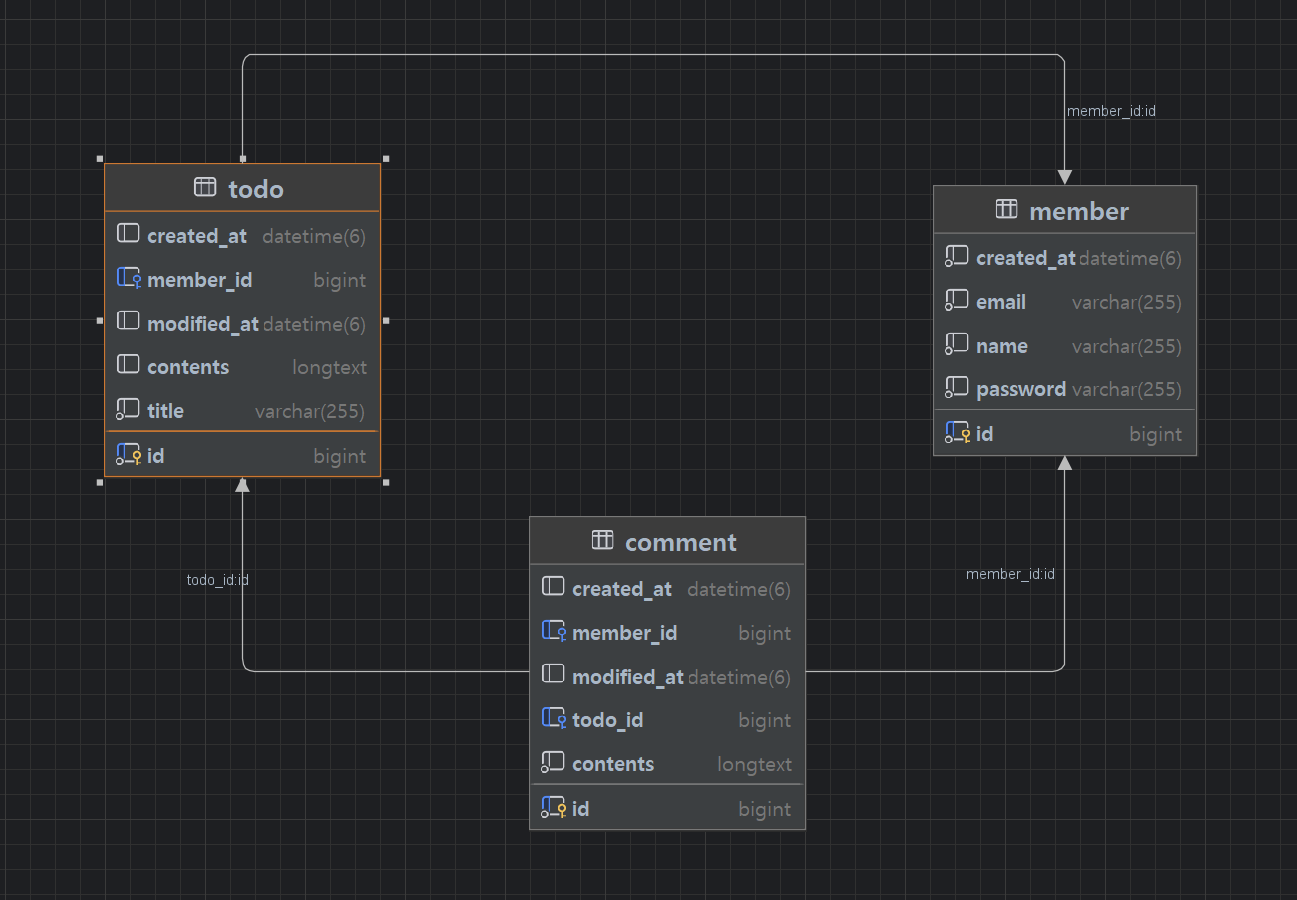 member_id:id
todo
created_at datetime(6)
member_id bigint
modified_at datetime(6)
contents longtext
title varchar(255)
id bigint
member
created_at datetime(6)
email varchar(255)
name varchar(255)
password varchar(255)
id bigint
todo_id:id
member_id:id
comment
created_at datetime(6)
member_id bigint
modified_at datetime(6)
todo_id bigint
contents longtext
id bigint